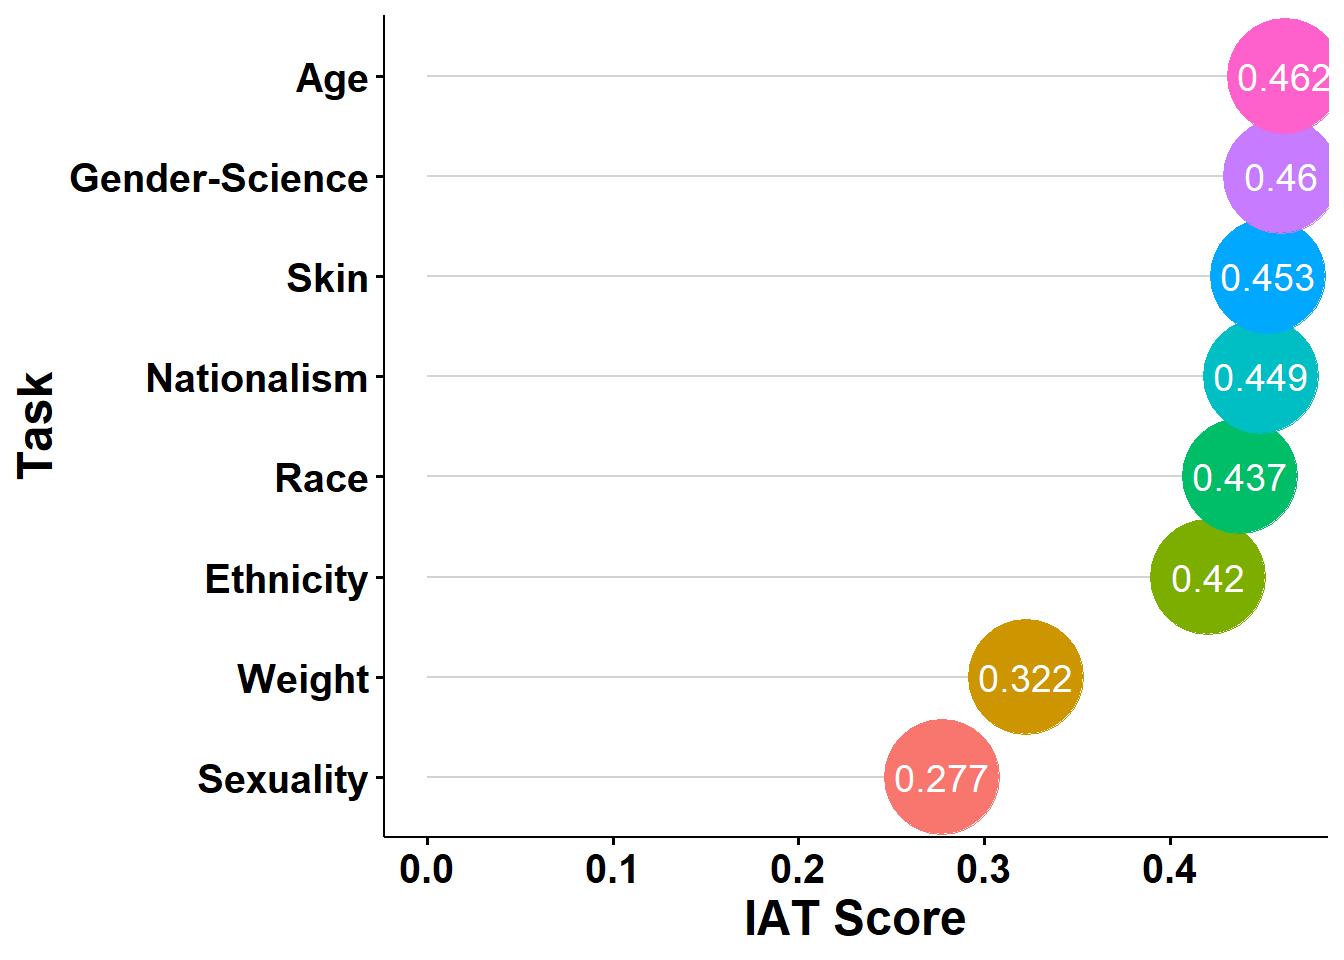 Age 0.462
Gender-Science 0.46
Skin 0.453
Nationalism 0.449
Task
Race 0.437
Ethnicity 0.42
Weight 0.322
Sexuality 0.277
0.0 0.1 0.2 0.3 0.4
IAT Score